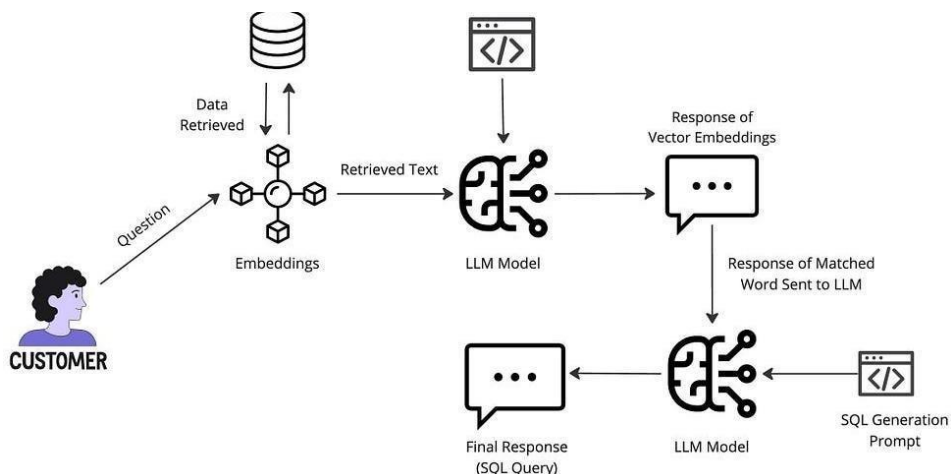 Data
Retrieved
Response of
Vector Embeddings
Retrieved Text
Question
Embeddings
LLM Model
Response of Matched
Word Sent to LLM
CUSTOMER
SQL Generation
Prompt
Final Response
(SQL Query)
LLM Model